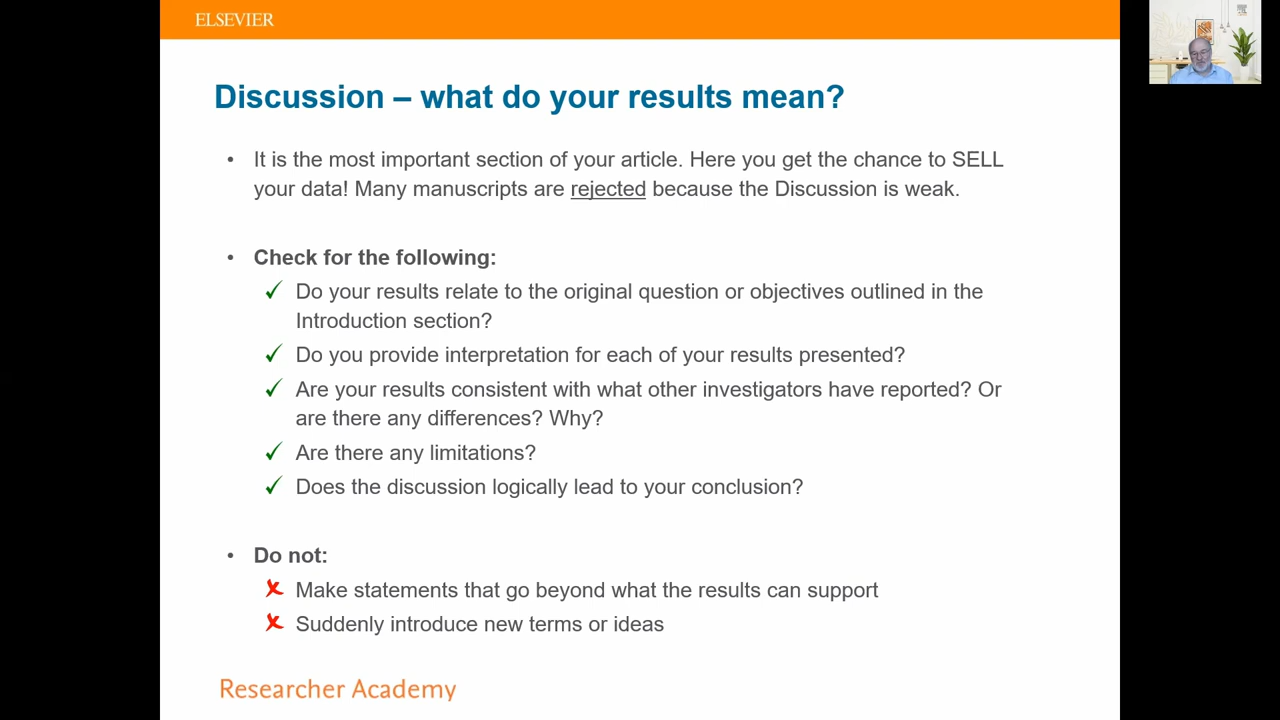 ELSEVIER
Discussion – what do your results mean?
• It is the most important section of your article. Here you get the chance to SELL
your data! Many manuscripts are rejected because the Discussion is weak.
• Check for the following:
✓ Do your results relate to the original question or objectives outlined in the
Introduction section?
✓ Do you provide interpretation for each of your results presented?
✓ Are your results consistent with what other investigators have reported? Or
are there any differences? Why?
✓ Are there any limitations?
✓ Does the discussion logically lead to your conclusion?
• Do not:
✗ Make statements that go beyond what the results can support
✗ Suddenly introduce new terms or ideas
Researcher Academy